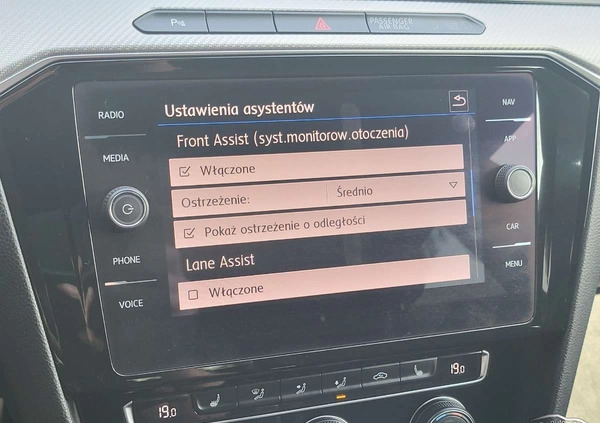 P
PASSENGER
AIR BAG
RADIO
MEDIA
PHONE
VOICE
Ustawienia asystentów
Front Assist (syst.monitorow.otoczenia)
Włączone
Ostrzeżenie: Średnio
Pokaż ostrzeżenie o odległości
Lane Assist
Włączone
NAV
APP
CAR
MENU
19.0
19.0